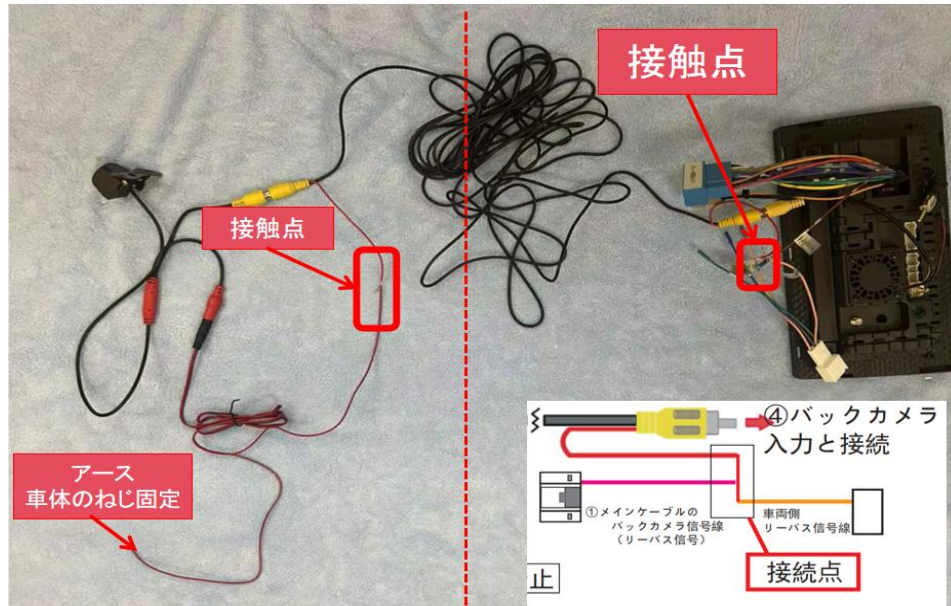 接触点
接触点
アース
車体のねじ固定
④バックカメラ
入力と接続
①メインケーブルの
バックカメラ信号線
(リーバス信号)
車両側
リーバス信号線
接続点
止